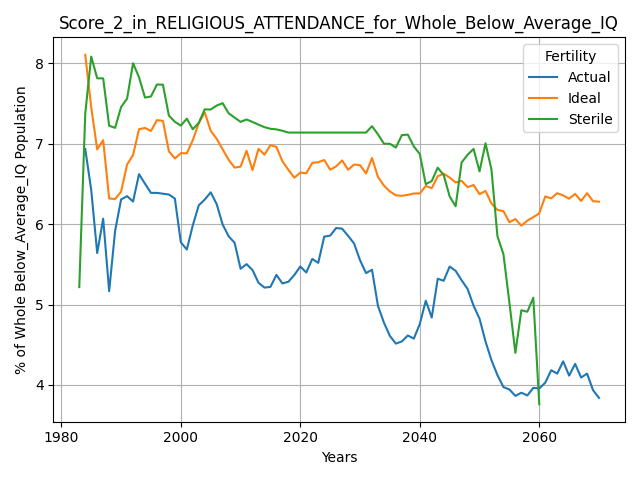 Score_2_in_RELIGIOUS_ATTENDANCE_for_Whole_Below_Average_IQ
% of Whole Below_Average_IQ Population
8
7
6
5
4
Fertility
Actual
Ideal
Sterile
1980
2000
2020
2040
2060
Years